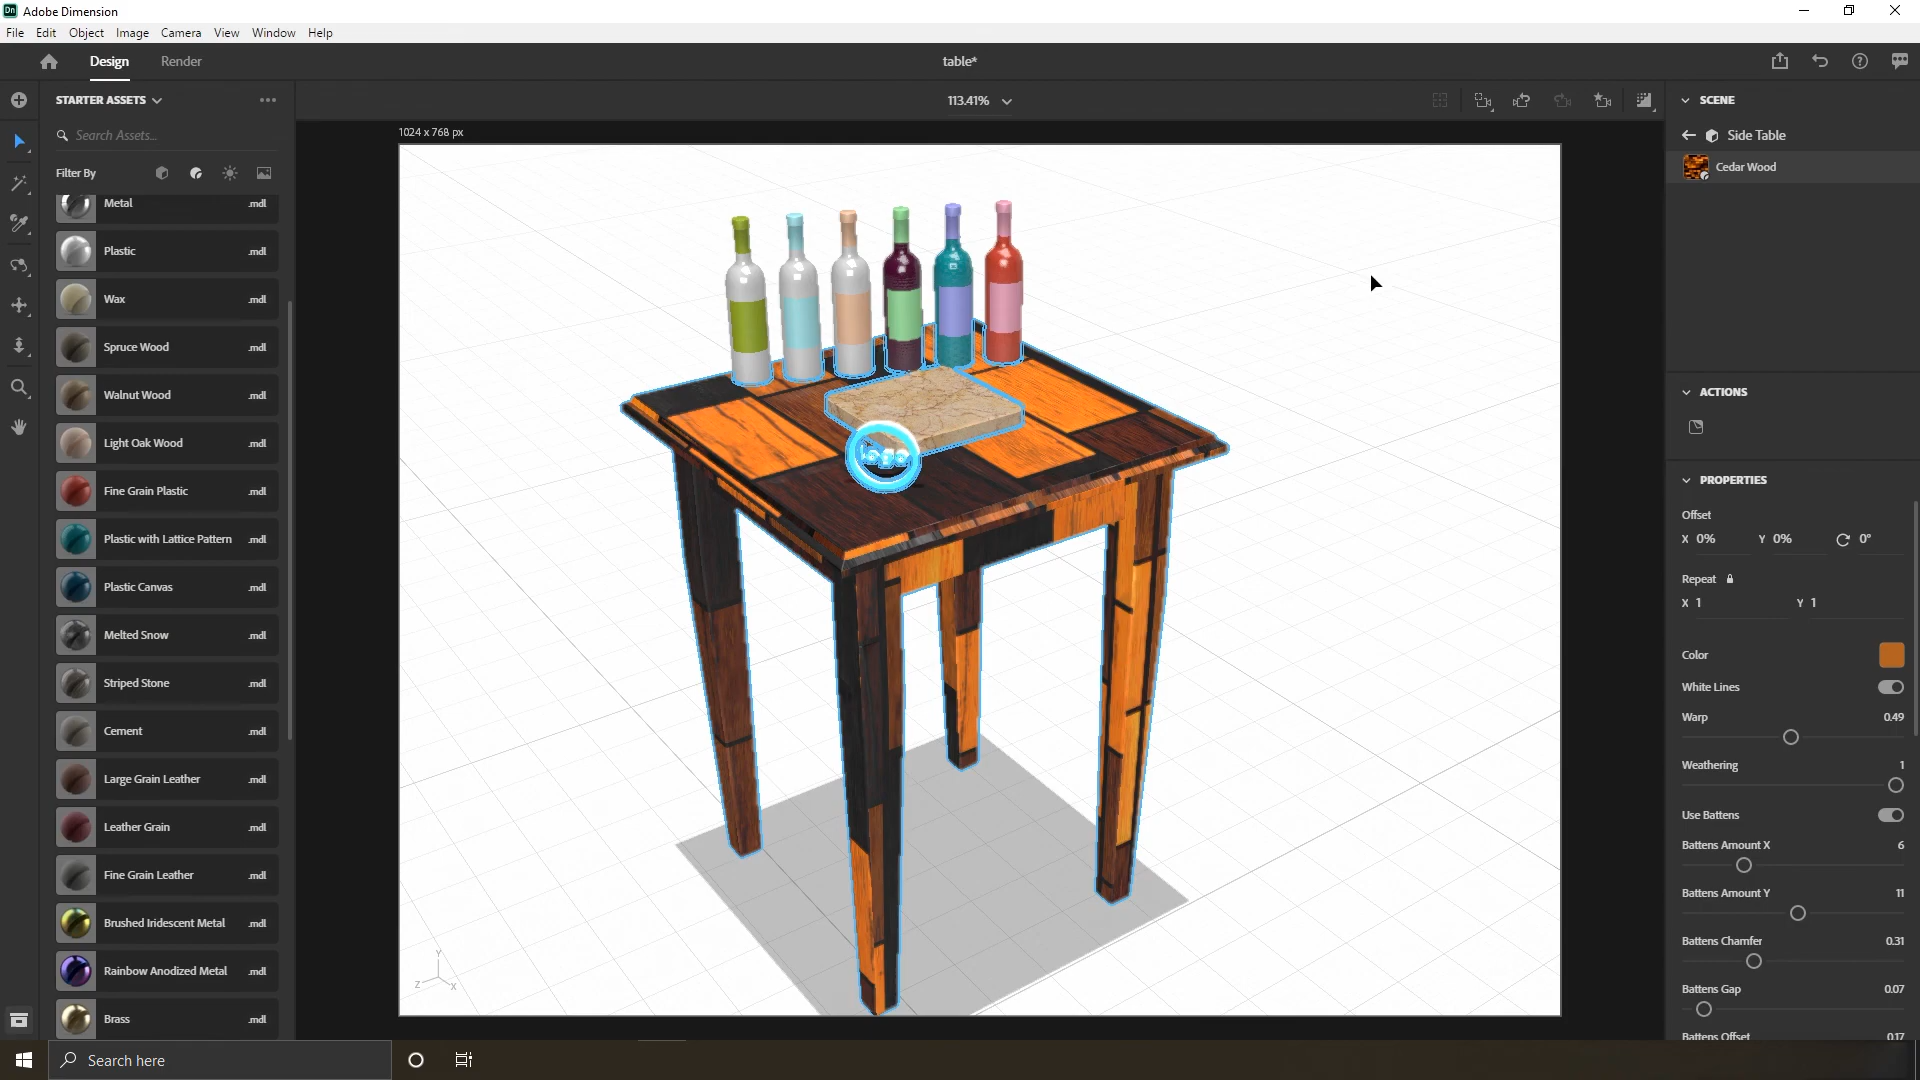 Dn Adobe Dimension
File Edit Object Image Camera View Window Help
Design Render table*
STARTER ASSETS
Search Assets...
Filter By
Metal .mdl
Plastic .mdl
Wax .mdl
Spruce Wood .mdl
Walnut Wood .mdl
Light Oak Wood .mdl
Fine Grain Plastic .mdl
Plastic with Lattice Pattern .mdl
Plastic Canvas .mdl
Melted Snow .mdl
Striped Stone .mdl
Cement .mdl
Large Grain Leather .mdl
Leather Grain .mdl
Fine Grain Leather .mdl
Brushed Iridescent Metal .mdl
Rainbow Anodized Metal .mdl
Brass .mdl
113.41%
1024 x 768 px
logo
Y
Z X
SCENE
Side Table
Cedar Wood
ACTIONS
PROPERTIES
Offset
X 0% Y 0% 0°
Repeat
X 1 Y 1
Color
White Lines
Warp 0.49
Weathering 1
Use Battens
Battens Amount X 6
Battens Amount Y 11
Battens Chamfer 0.31
Battens Gap 0.07
Battens Offset 0.17
Search here